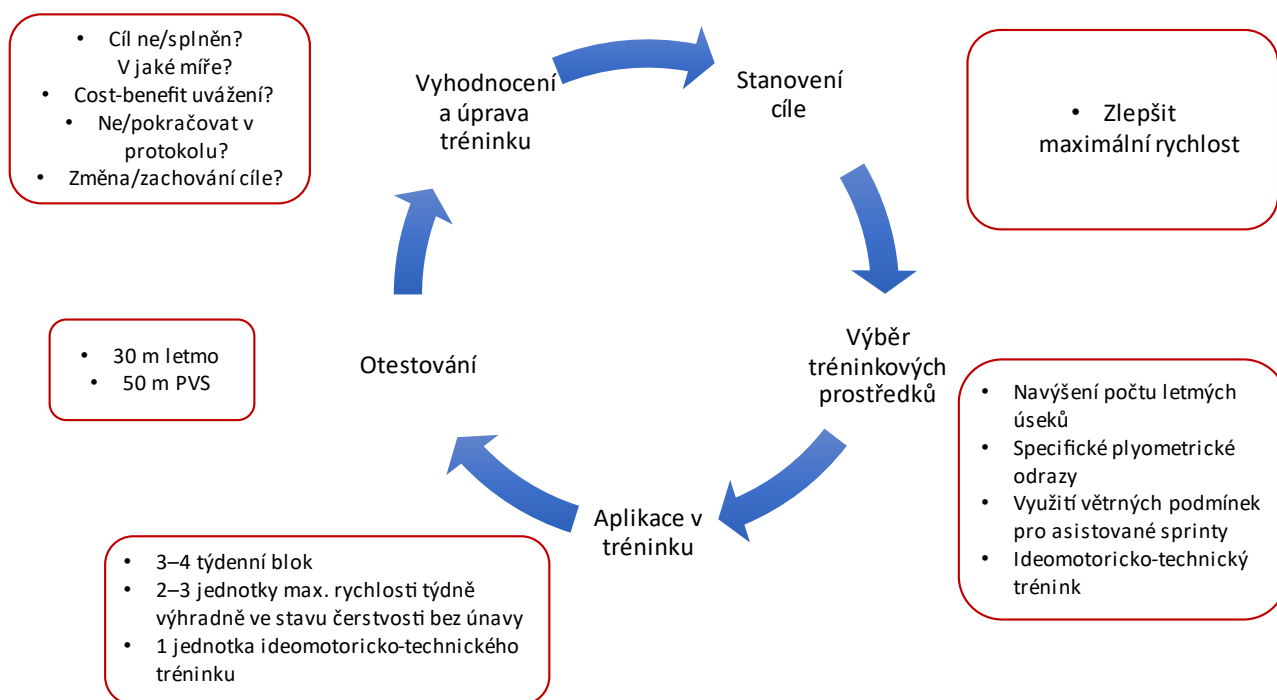 • Cíl ne/splněn?
V jaké míře?
• Cost-benefit uvážení?
• Ne/pokračovat v
protokolu?
• Změna/zachování cíle?
Vyhodnocení
a úprava
tréninku
Stanovení
cíle
• Zlepšit
maximální rychlost
• 30 m letmo
• 50 m PVS
Otestování
Výběr
tréninkových
prostředků
• Navýšení počtu letmých
úseků
• Specifické plyometrické
odrazy
• Využití větrných podmínek
pro asistované sprinty
• Ideomotoricko-technický
trénink
Aplikace v
tréninku
• 3–4 týdenní blok
• 2–3 jednotky max. rychlosti týdně
výhradně ve stavu čerstvosti bez únavy
• 1 jednotka ideomotoricko-technického
tréninku